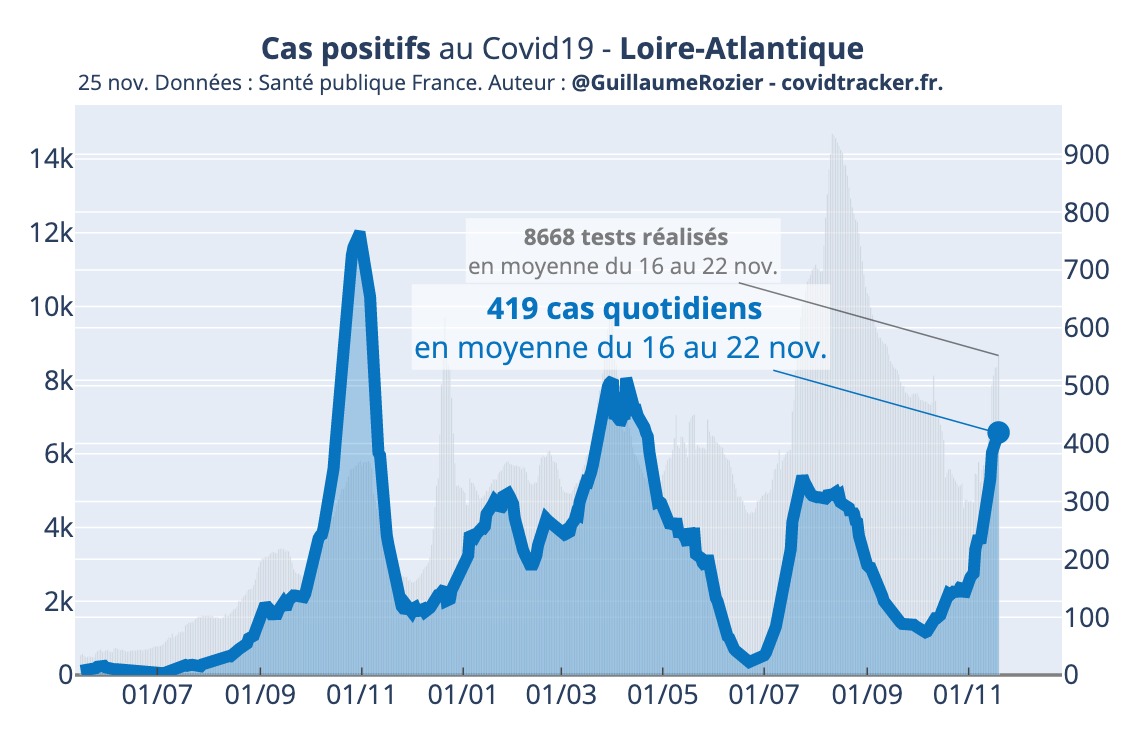 Cas positifs au Covid19 - Loire-Atlantique
25 nov. Données : Santé publique France. Auteur : @GuillaumeRozier - covidtracker.fr.
14k
12k
10k
8k
6k
4k
2k
0
900
800
700
600
500
400
300
200
100
0
8668 tests réalisés
en moyenne du 16 au 22 nov.
419 cas quotidiens
en moyenne du 16 au 22 nov.
01/07 01/09 01/11 01/01 01/03 01/05 01/07 01/09 01/11